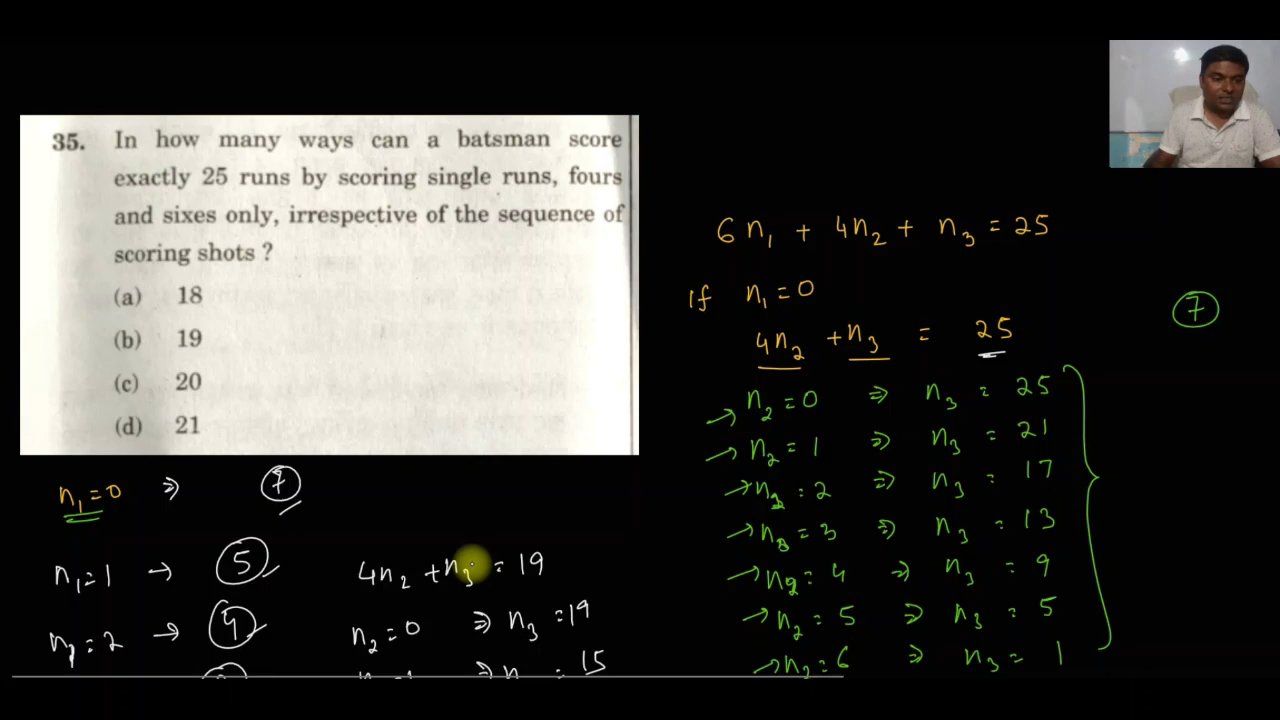 35. In how many ways can a batsman score
exactly 25 runs by scoring single runs, fours
and sixes only, irrespective of the sequence of
scoring shots ?
(a) 18
(b) 19
(c) 20
(d) 21
n₁=0 ⇒ 7
n₁=1 → 5
n₁=2 → 4
4n₂ + n₃ = 19
n₂=0 ⇒ n₃ =19
⇒ n = 15
6n₁ + 4n₂ + n₃ = 25
If n₁=0
7
4n₂ + n₃ = 25
→ n₂ = 0 ⇒ n₃ = 25
→ n₂ = 1 ⇒ n₃ = 21
→ n₂ = 2 ⇒ n₃ = 17
→ n₃ = 3 ⇒ n₃ = 13
→ n₂ = 4 ⇒ n₃ = 9
→ n₂ = 5 ⇒ n₃ = 5
→ n₂ = 6 ⇒ n₃ = 1